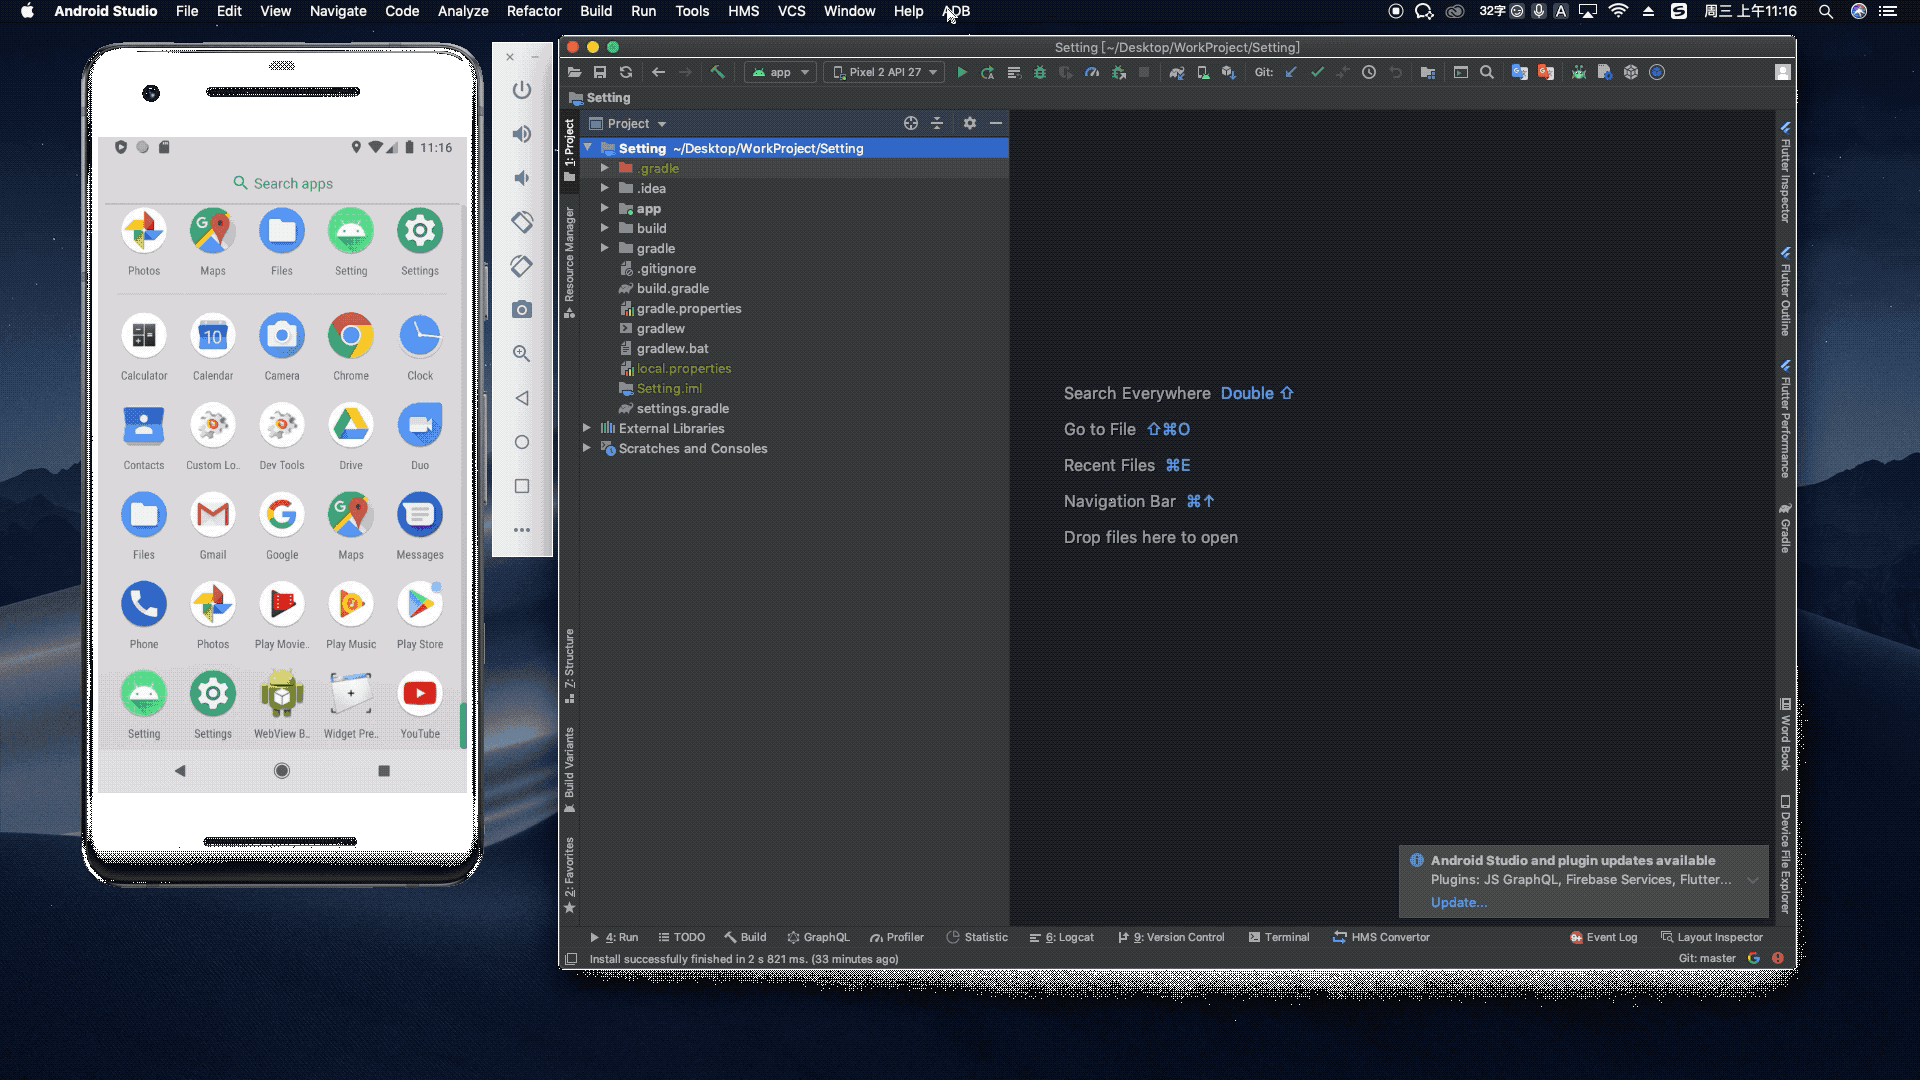 Android Studio File Edit View Navigate Code Analyze Refactor Build Run Tools HMS VCS Window Help ADB
32字 A S 周三 上午11:16
11:16
Search apps
Photos Maps Files Setting Settings
10
Calculator Calendar Camera Chrome Clock
Contacts Custom Lo.. Dev Tools Drive Duo
Files Gmail Google Maps Messages
Phone Photos Play Movie.. Play Music Play Store
Setting Settings WebView B.. Widget Pre.. YouTube
Setting [~/Desktop/WorkProject/Setting]
app Pixel 2 API 27 Git:
Setting
1: Project
Resource Manager
7: Structure
Build Variants
2: Favorites
Project
Setting ~/Desktop/WorkProject/Setting
.gradle
.idea
app
build
gradle
.gitignore
build.gradle
gradle.properties
gradlew
gradlew.bat
local.properties
Setting.iml
settings.gradle
External Libraries
Scratches and Consoles
Search Everywhere Double ⇧
Go to File ⇧⌘O
Recent Files ⌘E
Navigation Bar ⌘↑
Drop files here to open
Flutter Inspector
Flutter Outline
Flutter Performance
Gradle
Word Book
Device File Explorer
Android Studio and plugin updates available
Plugins: JS GraphQL, Firebase Services, Flutter...
Update...
4: Run TODO Build GraphQL Profiler Statistic 6: Logcat 9: Version Control Terminal HMS Convertor 9+ Event Log Layout Inspector
Install successfully finished in 2 s 821 ms. (33 minutes ago) Git: master